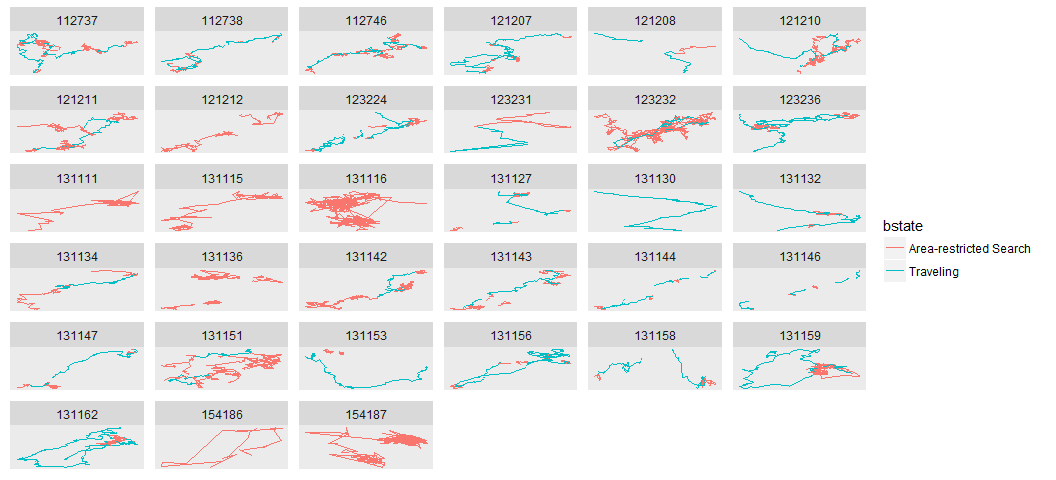 112737 112738 112746 121207 121208 121210
121211 121212 123224 123231 123232 123236
131111 131115 131116 131127 131130 131132
bstate
Area-restricted Search
Traveling
131134 131136 131142 131143 131144 131146
131147 131151 131153 131156 131158 131159
131162 154186 154187